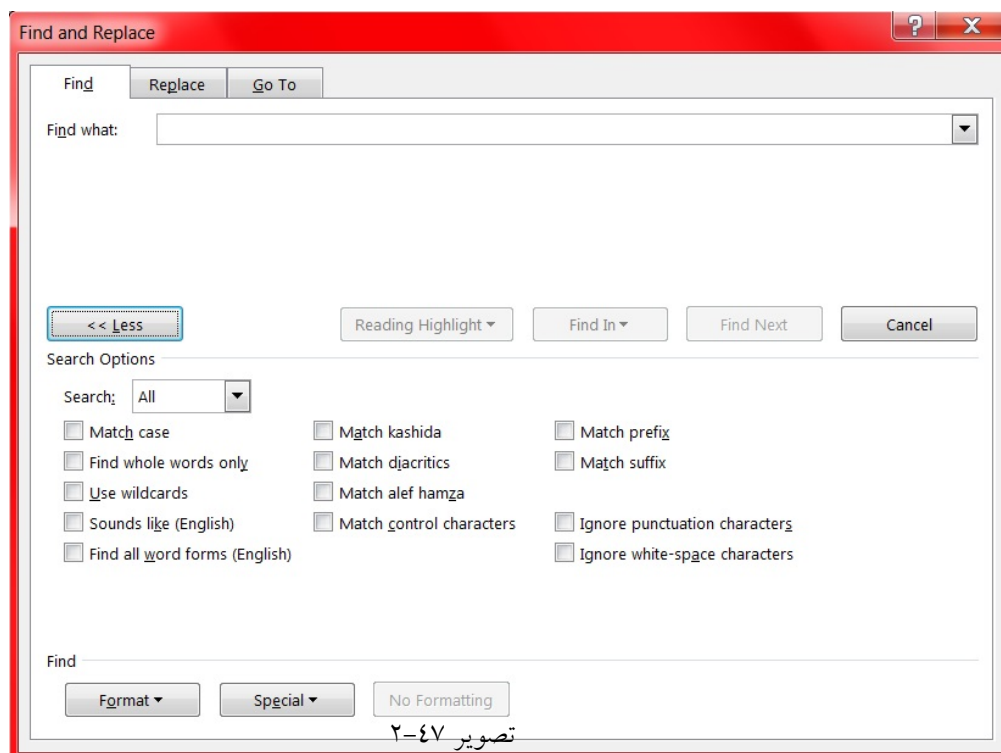 Find and Replace
Find Replace Go To
Find what:
<< Less Reading Highlight Find In Find Next Cancel
Search Options
Search: All
Match case Match kashida Match prefix
Find whole words only Match diacritics Match suffix
Use wildcards Match alef hamza
Sounds like (English) Match control characters Ignore punctuation characters
Find all word forms (English) Ignore white-space characters
Find
Format Special No Formatting
تصویر ٤٧-٢